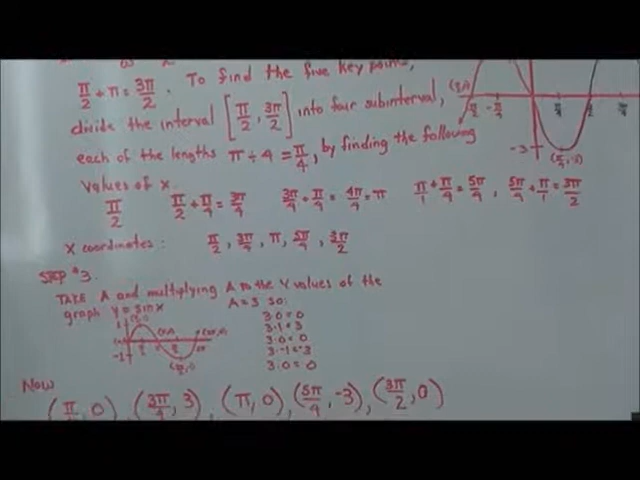 π/2 + π = 3π/2 . To find the five key points,
divide the interval [π/2, 3π/2] into four subinterval,
each of the lengths π ÷ 4 = π/4, by finding the following
values of x.
π/2   π/2 + π/4 = 3π/4   3π/4 + π/4 = 4π/4 = π   π/1 + π/4 = 5π/4 , 5π/4 + π/1 = 3π/2
x coordinates: π/2, 3π/4, π, 5π/4, 3π/2
STEP #3.
TAKE A and multiplying A to the Y values of the
graph Y = sin x
A = 3 so:
3·0 = 0
3·1 = 3
3·0 = 0
3·-1 = -3
3·0 = 0
Now
(0), (3π/4, 3), (π, 0), (5π/4, -3), (3π/2, 0)
-3